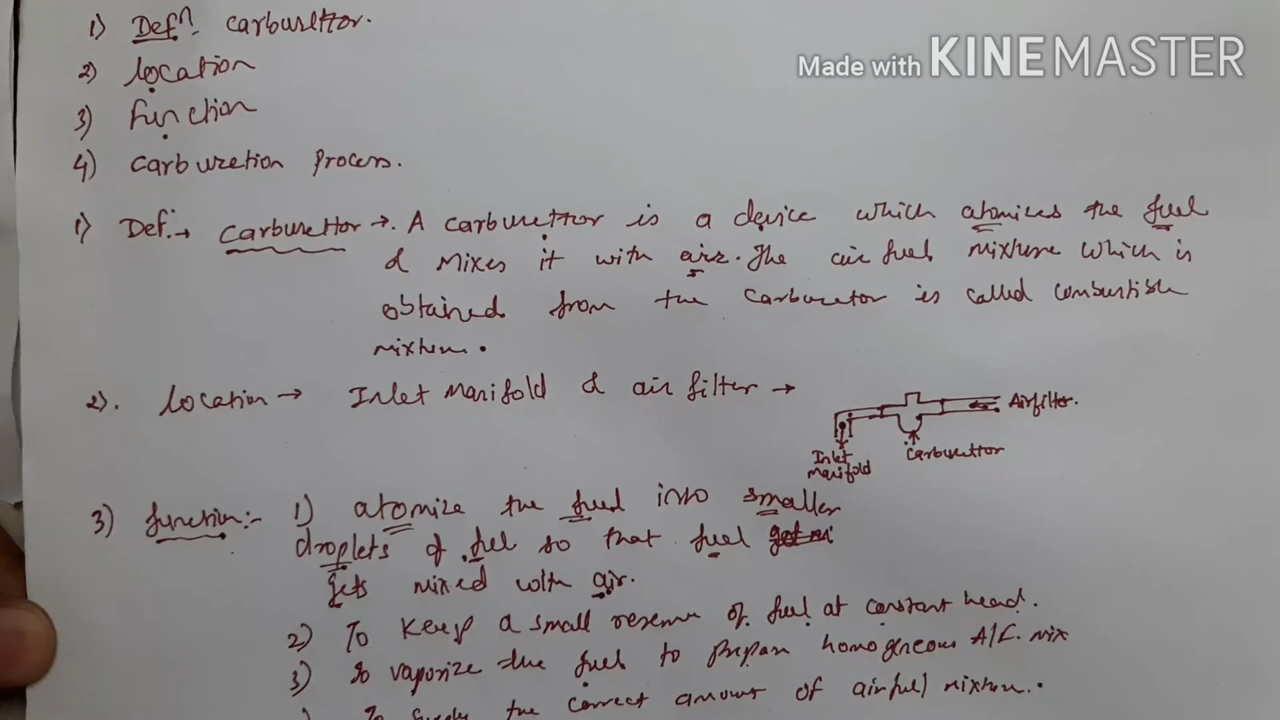 1) Defn. carburettor.
Made with KINEMASTER
2) location
3) Function
4) carburetion process.
1) Def:→ carburettor →. A carburettor is a device which atomizes the fuel
& mixes it with air. The air fuel mixture which is
obtained from the carburetor is called combustible
mixture.
2). location → Inlet Manifold & air filter →
Airfilter.
Inlet
manifold
carburettor
3) function:- 1) atomize the fuel into smaller
droplets of fuel so that fuel
gets mixed with air.
2) To keep a small reserve of fuel at constant head.
3) To vaporize the fuel to prepare homogeneous A/F. mix
To the correct amount of airfuel mixture.